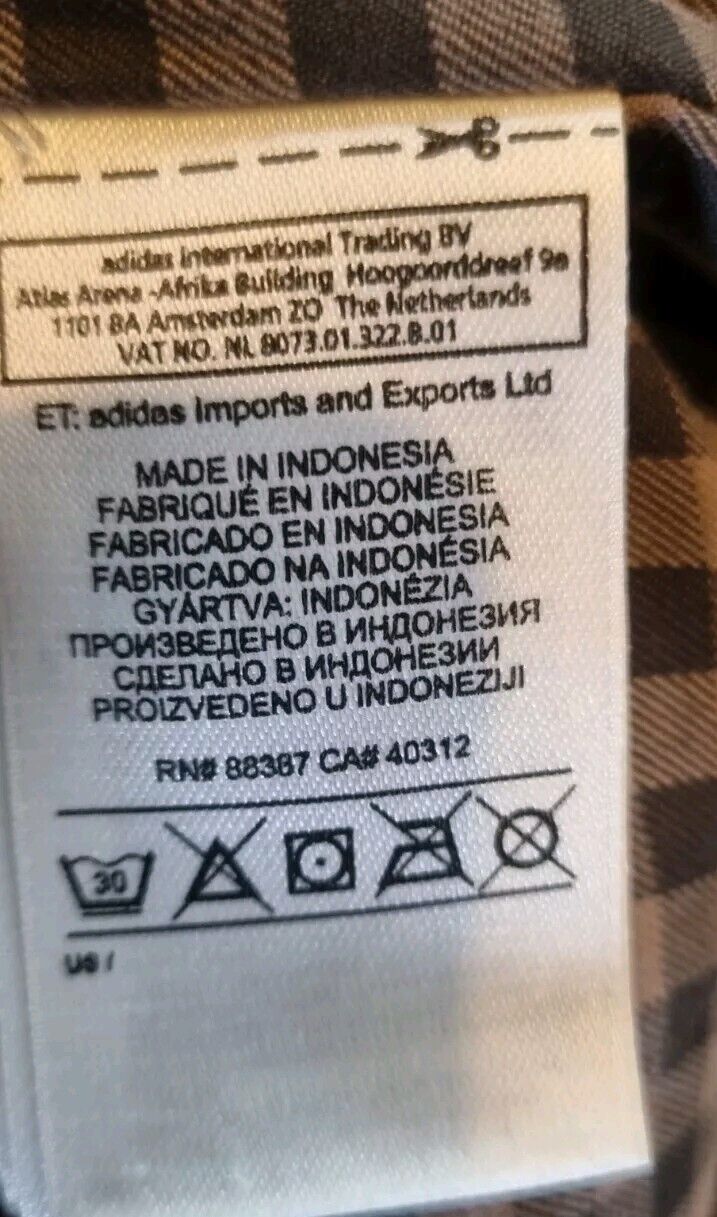 adidas International Trading BV
Atlas Arena -Afrika Building Hoogoorddreef 9a
1101 BA Amsterdam ZO The Netherlands
VAT NO. NL 8073.01.322.B.01
ET: adidas Imports and Exports Ltd
MADE IN INDONESIA
FABRIQUÉ EN INDONÉSIE
FABRICADO EN INDONESIA
FABRICADO NA INDONÉSIA
GYÁRTVA: INDONÉZIA
ПРОИЗВЕДЕНО В ИНДОНЕЗИЯ
СДЕЛАНО В ИНДОНЕЗИИ
PROIZVEDENO U INDONEZIJI
RN# 88387 CA# 40312
30
US /